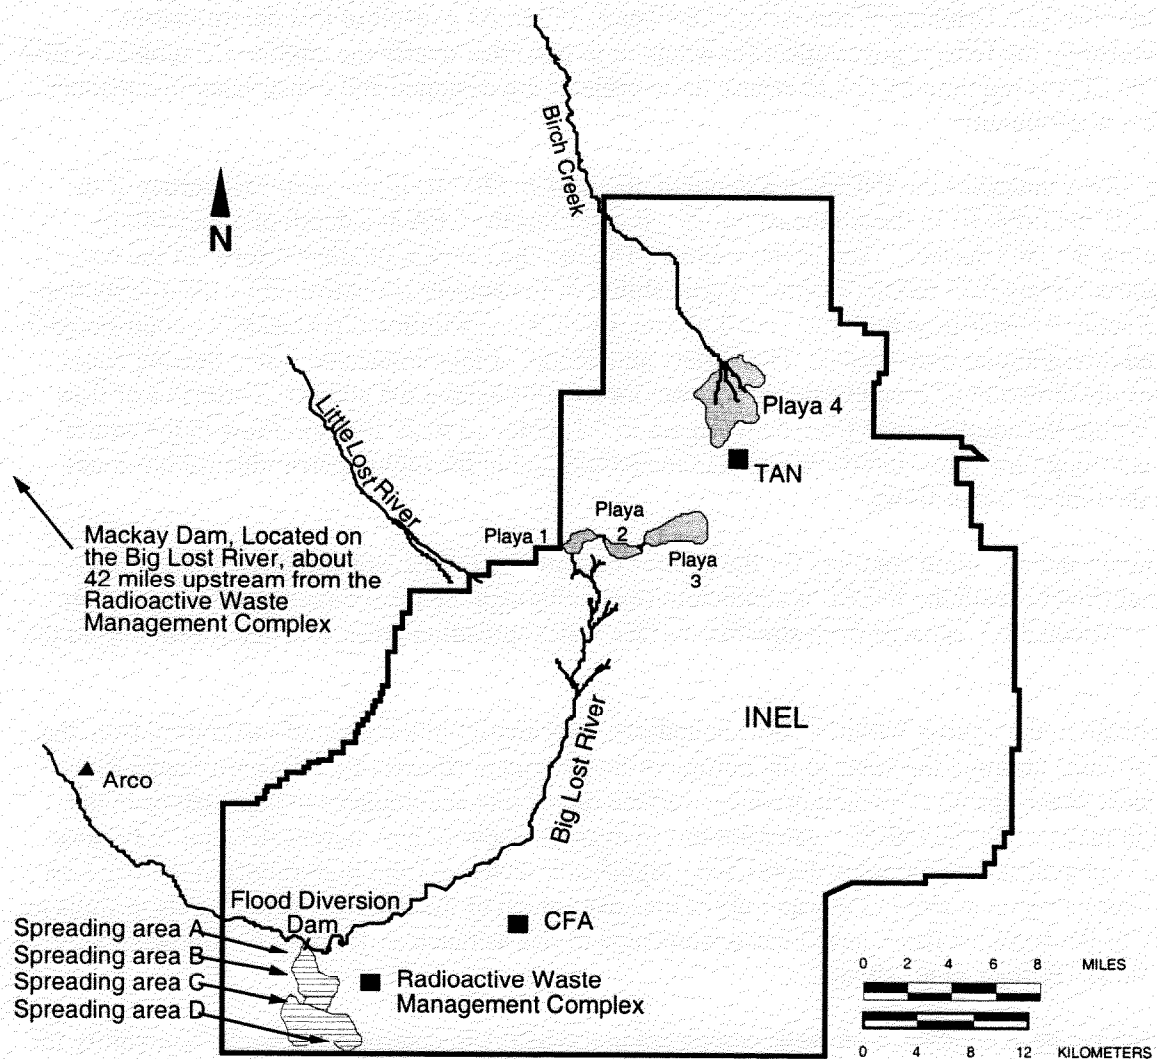 Birch Creek
N
Little Lost River
Playa 4
TAN
Mackay Dam, Located on
the Big Lost River, about
42 miles upstream from the
Radioactive Waste
Management Complex
Playa 1
Playa
2
Playa
3
INEL
Arco
Big Lost River
Flood Diversion
Dam
CFA
Spreading area A
Spreading area B
Spreading area C
Spreading area D
Radioactive Waste
Management Complex
0 2 4 6 8 MILES
0 4 8 12 KILOMETERS